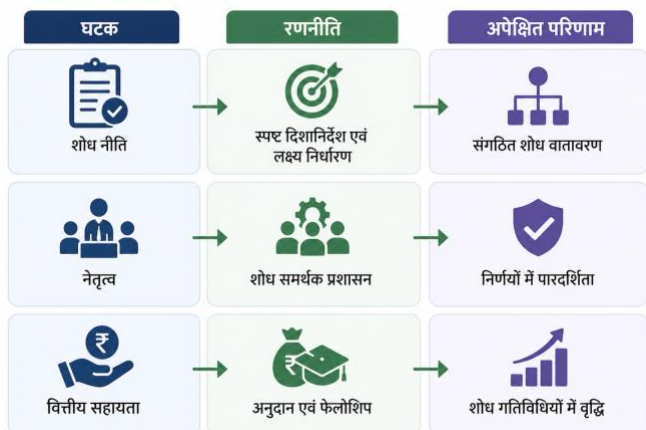 घटक रणनीति अपेक्षित परिणाम
शोध नीति
स्पष्ट दिशानिर्देश एवं
लक्ष्य निर्धारण
संगठित शोध वातावरण
नेतृत्व
शोध समर्थक प्रशासन
निर्णयों में पारदर्शिता
₹
वित्तीय सहायता
₹
अनुदान एवं फेलोशिप
शोध गतिविधियों में वृद्धि